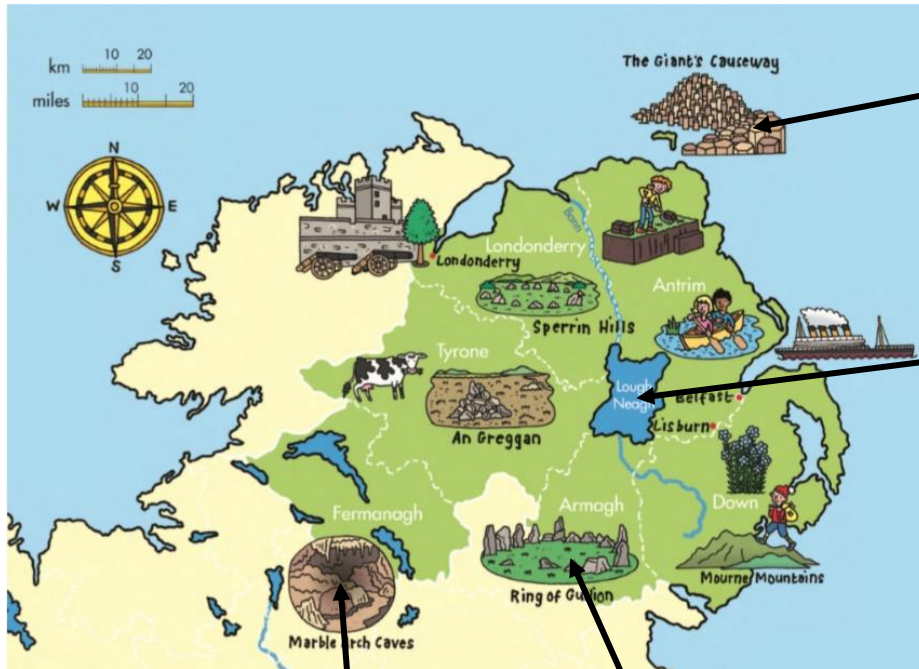 The Giant's Causeway
km 10 20
miles 10 20
N
W E
S
Bann
Londonderry
Londonderry
Antrim
Sperrin Hills
Tyrone
Lough Neagh
Belfast
An Greggan
Lisburn
Down
Fermanagh
Armagh
Mourne Mountains
Ring of Gullion
Marble Arch Caves